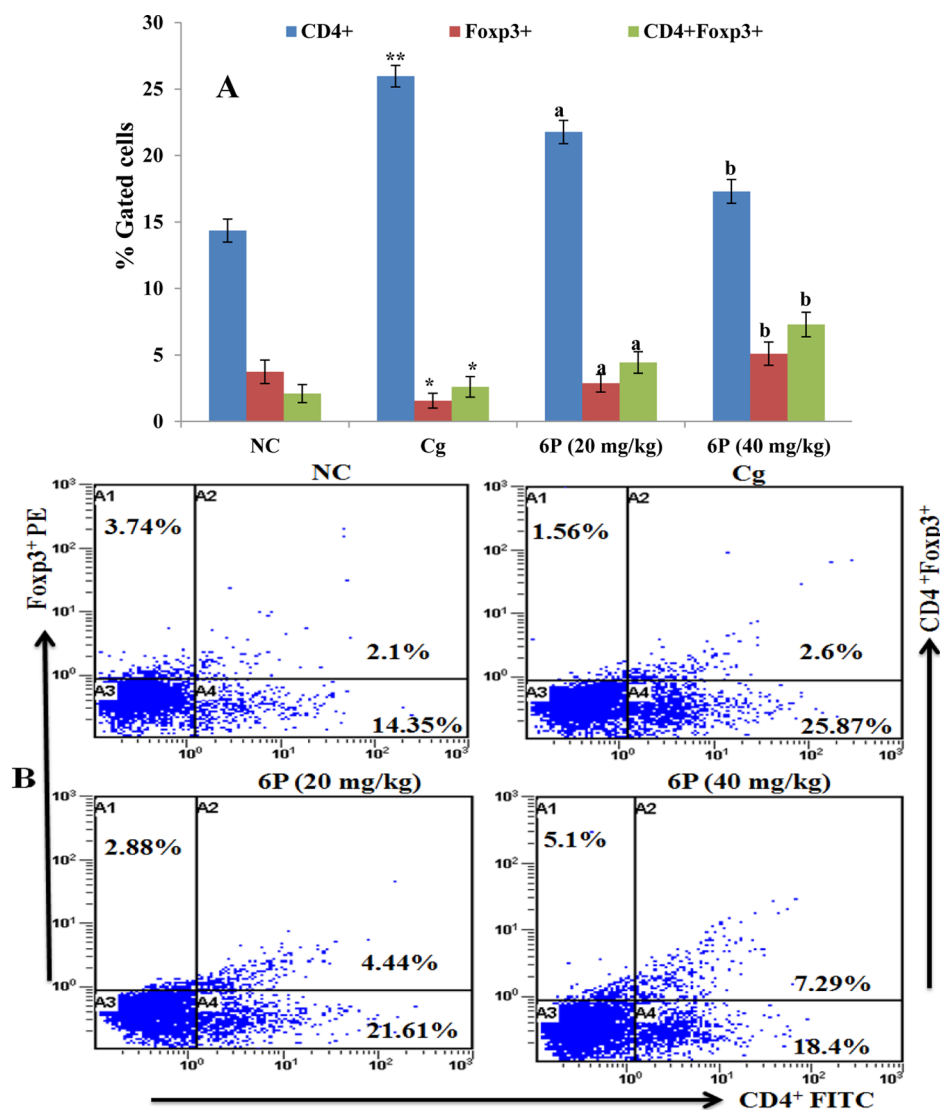 30
CD4+ Foxp3+ CD4+Foxp3+
A
**
25
a
20
b
15
10
b
b
5
a
a
*
*
0
% Gated cells
NC Cg 6P (20 mg/kg) 6P (40 mg/kg)
B
NC
10³
A1 A2
3.74%
10²
10¹
2.1%
10⁰
A3 A4
14.35%
10⁰ 10¹ 10² 10³
Cg
10³
A1 A2
1.56%
10²
10¹
2.6%
10⁰
A3 A4
25.87%
10⁰ 10¹ 10² 10³
Foxp3⁺ PE
CD4⁺Foxp3⁺
6P (20 mg/kg)
10³
A1 A2
2.88%
10²
10¹
4.44%
10⁰
A3 A4
21.61%
10⁰ 10¹ 10² 10³
6P (40 mg/kg)
10³
A1 A2
5.1%
10²
10¹
7.29%
10⁰
A3 A4
18.4%
10⁰ 10¹ 10² 10³
CD4⁺ FITC